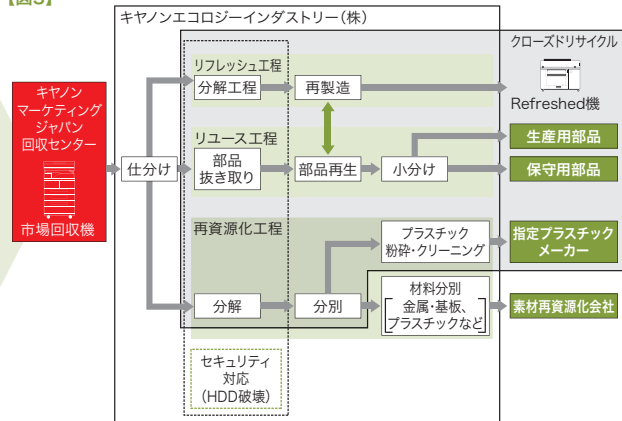 【図3】
キヤノンエコロジーインダストリー(株)
クローズドリサイクル
キヤノン
マーケティング
ジャパン
回収センター
市場回収機
仕分け
リフレッシュ工程
分解工程
再製造
Refreshed機
リユース工程
部品
抜き取り
部品再生
小分け
生産用部品
保守用部品
再資源化工程
プラスチック
粉砕・クリーニング
指定プラスチック
メーカー
分解
分別
材料分別
金属・基板、
プラスチックなど
素材再資源化会社
セキュリティ
対応
(HDD破壊)